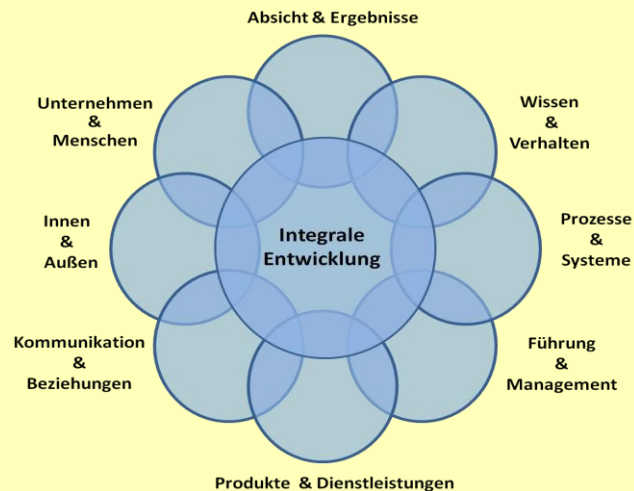 Absicht & Ergebnisse
Unternehmen
&
Menschen
Wissen
&
Verhalten
Innen
&
Außen
Integrale
Entwicklung
Prozesse
&
Systeme
Kommunikation
&
Beziehungen
Führung
&
Management
Produkte & Dienstleistungen